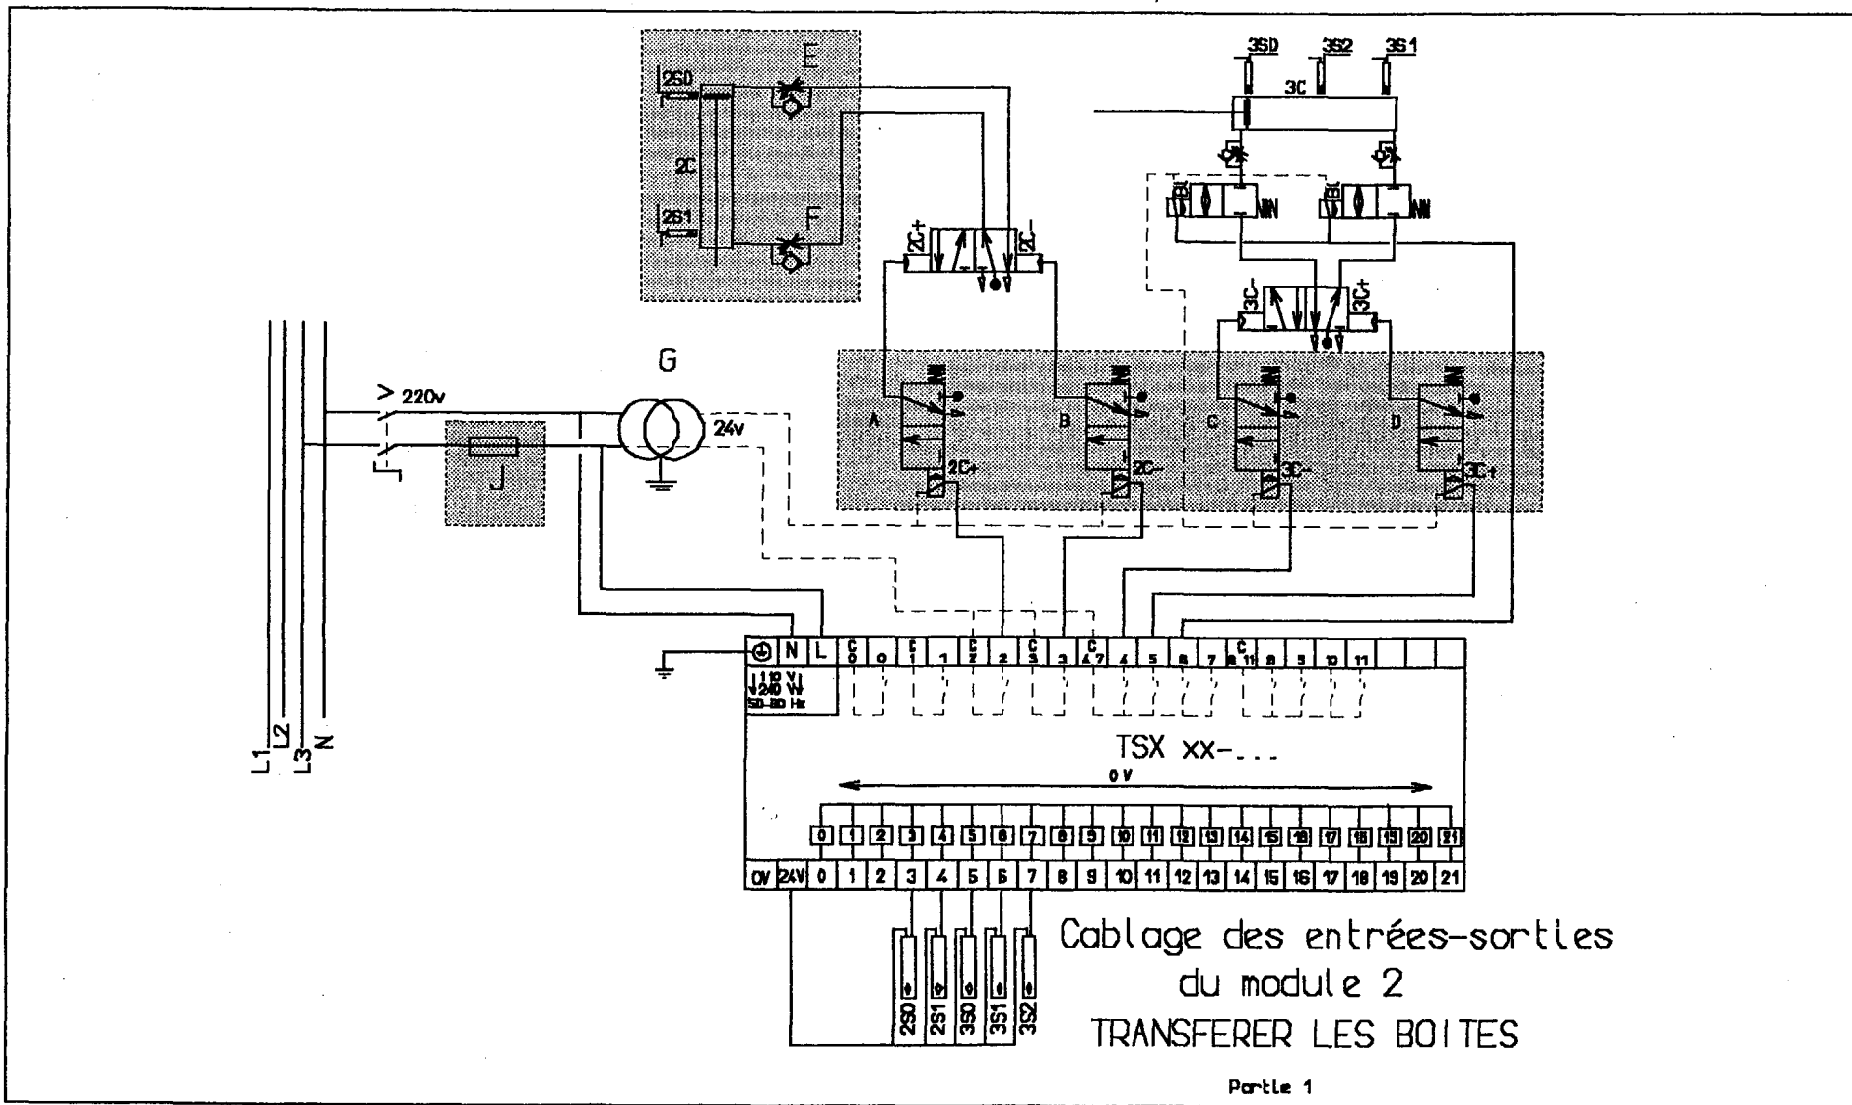 3S0 3S2 3S1
3C
E
2S0
2C
2S1
F
2C+ 2C-
3C- 3C+
G
220v
24v
J
A B C D
2C+ 2C- 3C- 3C+
L1 L2 L3 N
N L C0 0 C1 1 C2 2 C3 3 C4 7 4 5 6 7 C8 11 8 9 10 11
110 V
240 V
50-60 Hz
TSX xx-...
0 V
0 1 2 3 4 5 6 7 8 9 10 11 12 13 14 15 16 17 18 19 20 21
0V 24V 0 1 2 3 4 5 6 7 8 9 10 11 12 13 14 15 16 17 18 19 20 21
2S0 2S1 3S0 3S1 3S2
Cablage des entrées-sorties
du module 2
TRANSFERER LES BOITES
Partie 1